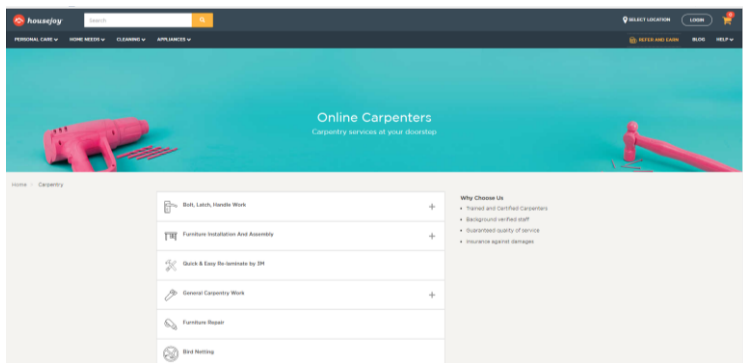 housejoy
Search
SELECT LOCATION
LOGIN
PERSONAL CARE
HOME NEEDS
CLEANING
APPLIANCES
REFER AND EARN
BLOG
HELP
Online Carpenters
Carpentry services at your doorstep
Home / Carpentry
Bolt, Latch, Handle Work +
Furniture Installation And Assembly +
Quick & Easy Re-laminate by 3M
General Carpentry Work +
Furniture Repair
Bird Netting
Why Choose Us
• Trained and Certified Carpenters
• Background verified staff
• Guaranteed quality of service
• Insurance against damages